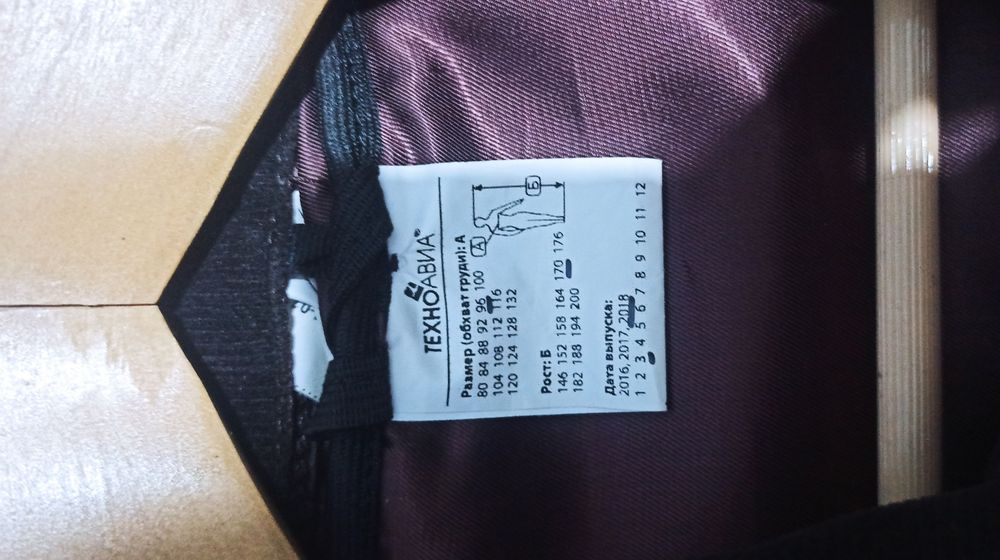 ТЕХНОАВИА®
Размер (обхват груди): А
80 84 88 92 96 100
104 108 112 116
120 124 128 132
А
Б
Рост: Б
146 152 158 164 170 176
182 188 194 200
Дата выпуска:
2016, 2017, 2018
1 2 3 4 5 6 7 8 9 10 11 12